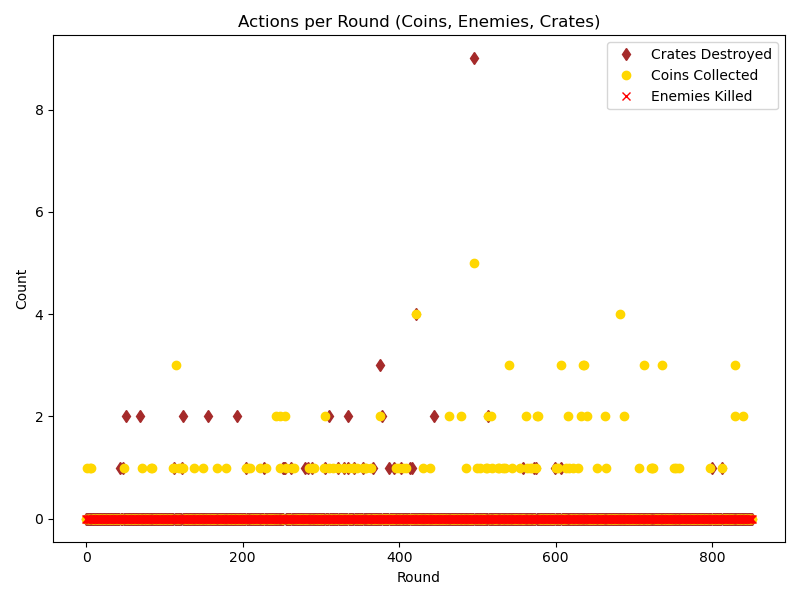 Actions per Round (Coins, Enemies, Crates)
Crates Destroyed
Coins Collected
Enemies Killed
8
6
4
2
0
Count
0 200 400 600 800
Round